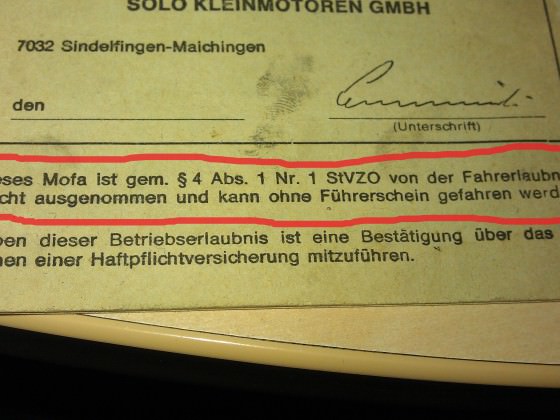 SOLO KLEINMOTOREN GMBH
7032 Sindelfingen-Maichingen
den
(Unterschrift)
eses Mofa ist gem. § 4 Abs. 1 Nr. 1 StVZO von der Fahrerlaubn
cht ausgenommen und kann ohne Führerschein gefahren werd
ben dieser Betriebserlaubnis ist eine Bestätigung über das
en einer Haftpflichtversicherung mitzuführen.